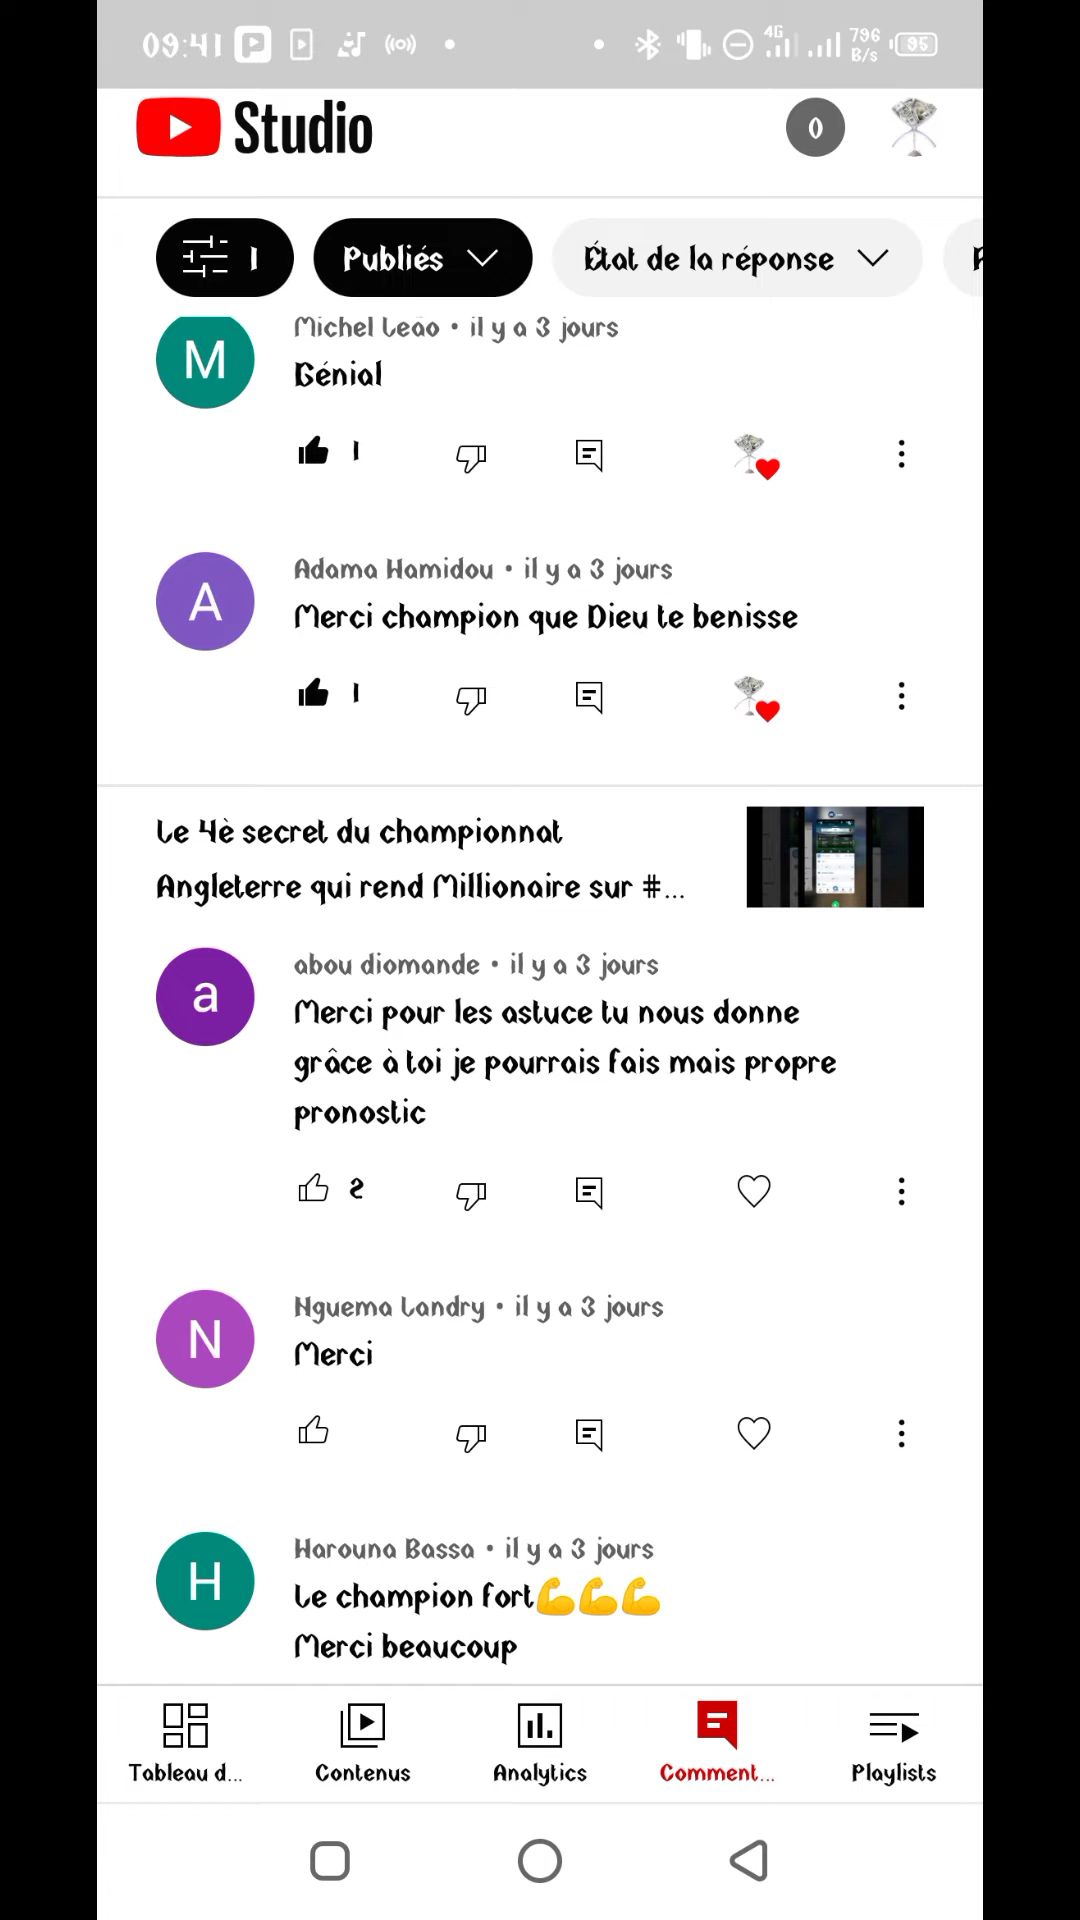 09:41
4G
796
B/s
95
Studio
0
1
Publiés
État de la réponse
Michel Leão • il y a 3 jours
M
Génial
1
Adama Hamidou • il y a 3 jours
A
Merci champion que Dieu te benisse
1
Le 4è secret du championnat
Angleterre qui rend Millionaire sur #...
abou diomande • il y a 3 jours
a
Merci pour les astuce tu nous donne
grâce à toi je pourrais fais mais propre
pronostic
2
Nguema Landry • il y a 3 jours
N
Merci
Harouna Bassa • il y a 3 jours
H
Le champion fort💪💪💪
Merci beaucoup
Tableau d...
Contenus
Analytics
Comment...
Playlists